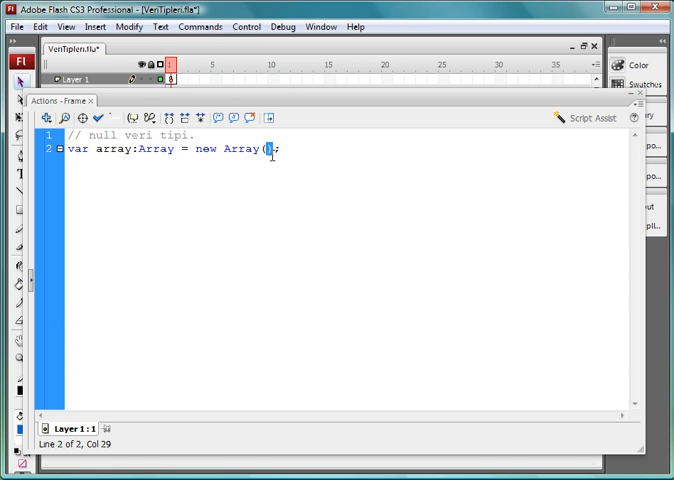 Fl Adobe Flash CS3 Professional - [VeriTipleri.fla*]
File Edit View Insert Modify Text Commands Control Debug Window Help
VeriTipleri.fla*
1 5 10 15 20 25 30 35
Layer 1
Color
Swatches
Actions - Frame
Script Assist
1 // null veri tipi.
2 var array:Array = new Array();
Layer 1 : 1
Line 2 of 2, Col 29